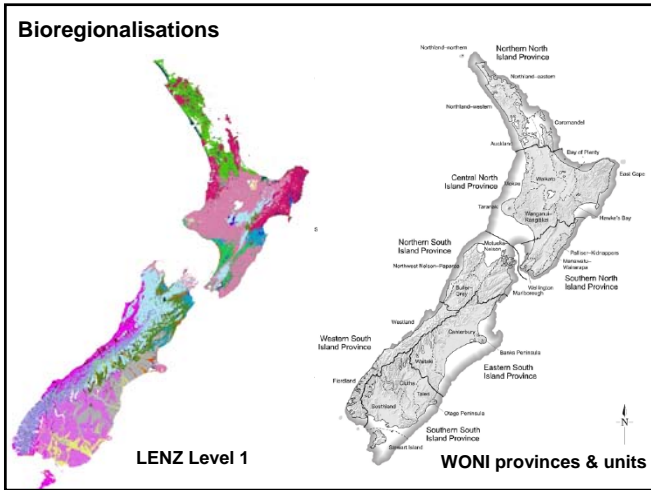 Bioregionalisations
Northland–northern
Northern North
Island Province
Northland–eastern
Northland–western
Coromandel
Auckland
Bay of Plenty
East Cape
Central North
Island Province
Waikato
Taranaki
Wanganui–
Rangitikei
Hawke's Bay
Northern South
Island Province
Motueka–
Nelson
Northwest Nelson–Paparoa
Palliser–Kidnappers
Manawatu–
Wairarapa
Southern North
Island Province
Wellington
Marlborough
Buller–
Grey
Westland
Canterbury
Western South
Island Province
Banks Peninsula
Waitaki
Eastern South
Island Province
Fiordland
Clutha
Taieri
Southland
Otago Peninsula
Southern South
Island Province
Stewart Island
N
LENZ Level 1
WONI provinces & units